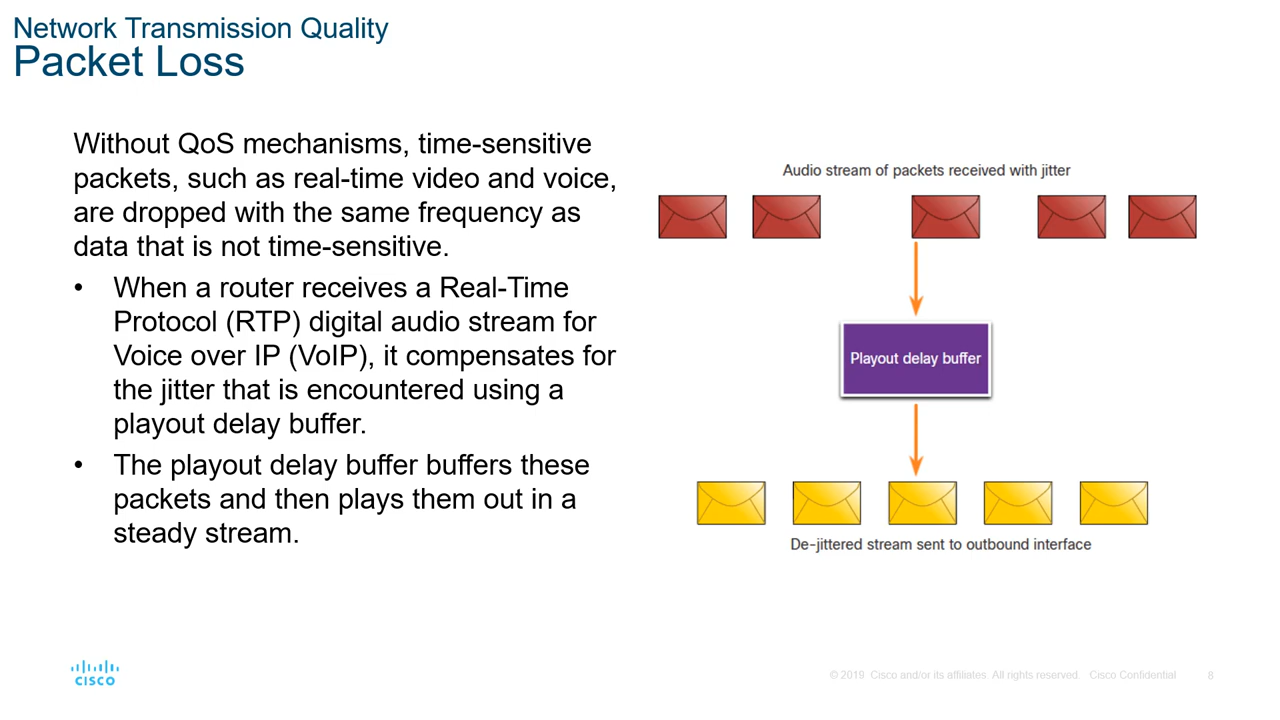 Network Transmission Quality
Packet Loss
Without QoS mechanisms, time-sensitive
packets, such as real-time video and voice,
are dropped with the same frequency as
data that is not time-sensitive.
• When a router receives a Real-Time
Protocol (RTP) digital audio stream for
Voice over IP (VoIP), it compensates for
the jitter that is encountered using a
playout delay buffer.
• The playout delay buffer buffers these
packets and then plays them out in a
steady stream.
Audio stream of packets received with jitter
Playout delay buffer
De-jittered stream sent to outbound interface
CISCO
© 2019 Cisco and/or its affiliates. All rights reserved. Cisco Confidential
8